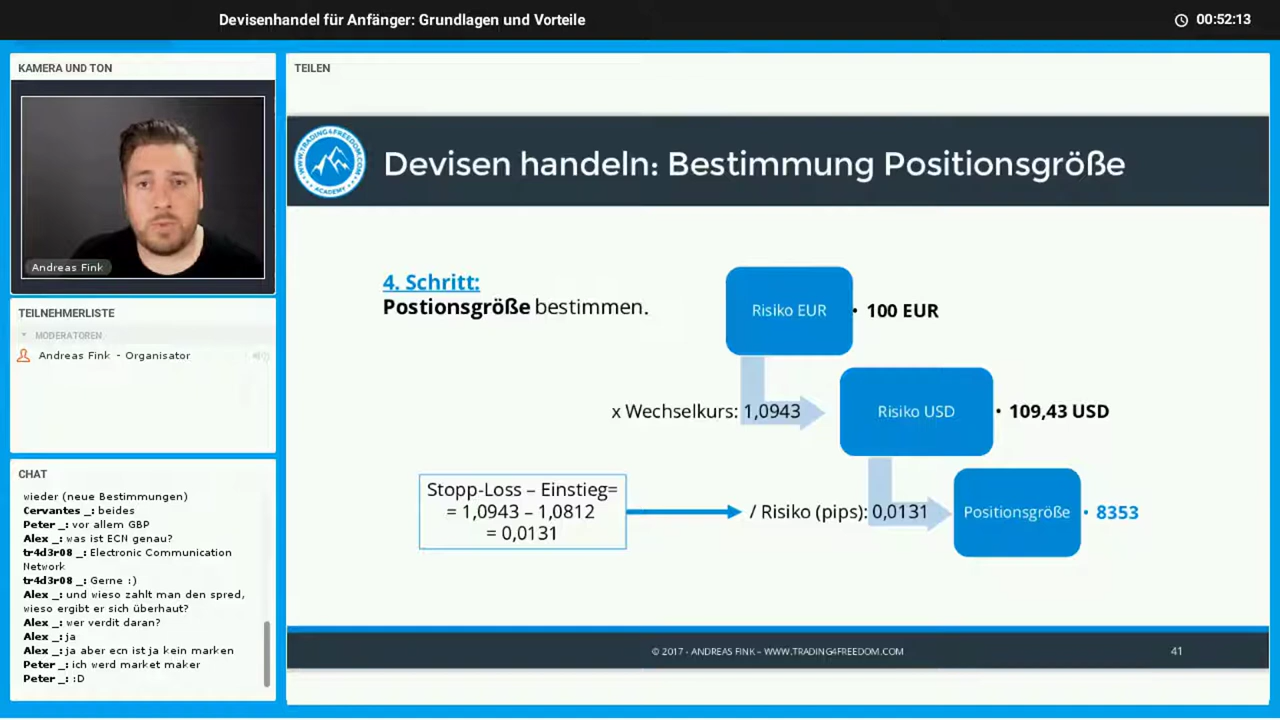 Devisenhandel für Anfänger: Grundlagen und Vorteile
00:52:13
KAMERA UND TON
Andreas Fink
TEILNEHMERLISTE
MODERATOREN
Andreas Fink - Organisator
CHAT
wieder (neue Bestimmungen)
Cervantes _: beides
Peter _: vor allem GBP
Alex _: was ist ECN genau?
tr4d3r08 _: Electronic Communication
Network
tr4d3r08 _: Gerne :)
Alex _: und wieso zahlt man den spred,
wieso ergibt er sich überhaut?
Alex _: wer verdit daran?
Alex _: ja
Alex _: ja aber ecn ist ja kein marken
Peter _: ich werd market maker
Peter _: :D
TEILEN
WWW.TRADING4FREEDOM.COM
ACADEMY
Devisen handeln: Bestimmung Positionsgröße
4. Schritt:
Postionsgröße bestimmen.
Risiko EUR
• 100 EUR
x Wechselkurs: 1,0943
Risiko USD
• 109,43 USD
Stopp-Loss – Einstieg=
= 1,0943 – 1,0812
= 0,0131
/ Risiko (pips): 0,0131
Positionsgröße
• 8353
© 2017 - ANDREAS FINK – WWW.TRADING4FREEDOM.COM
41